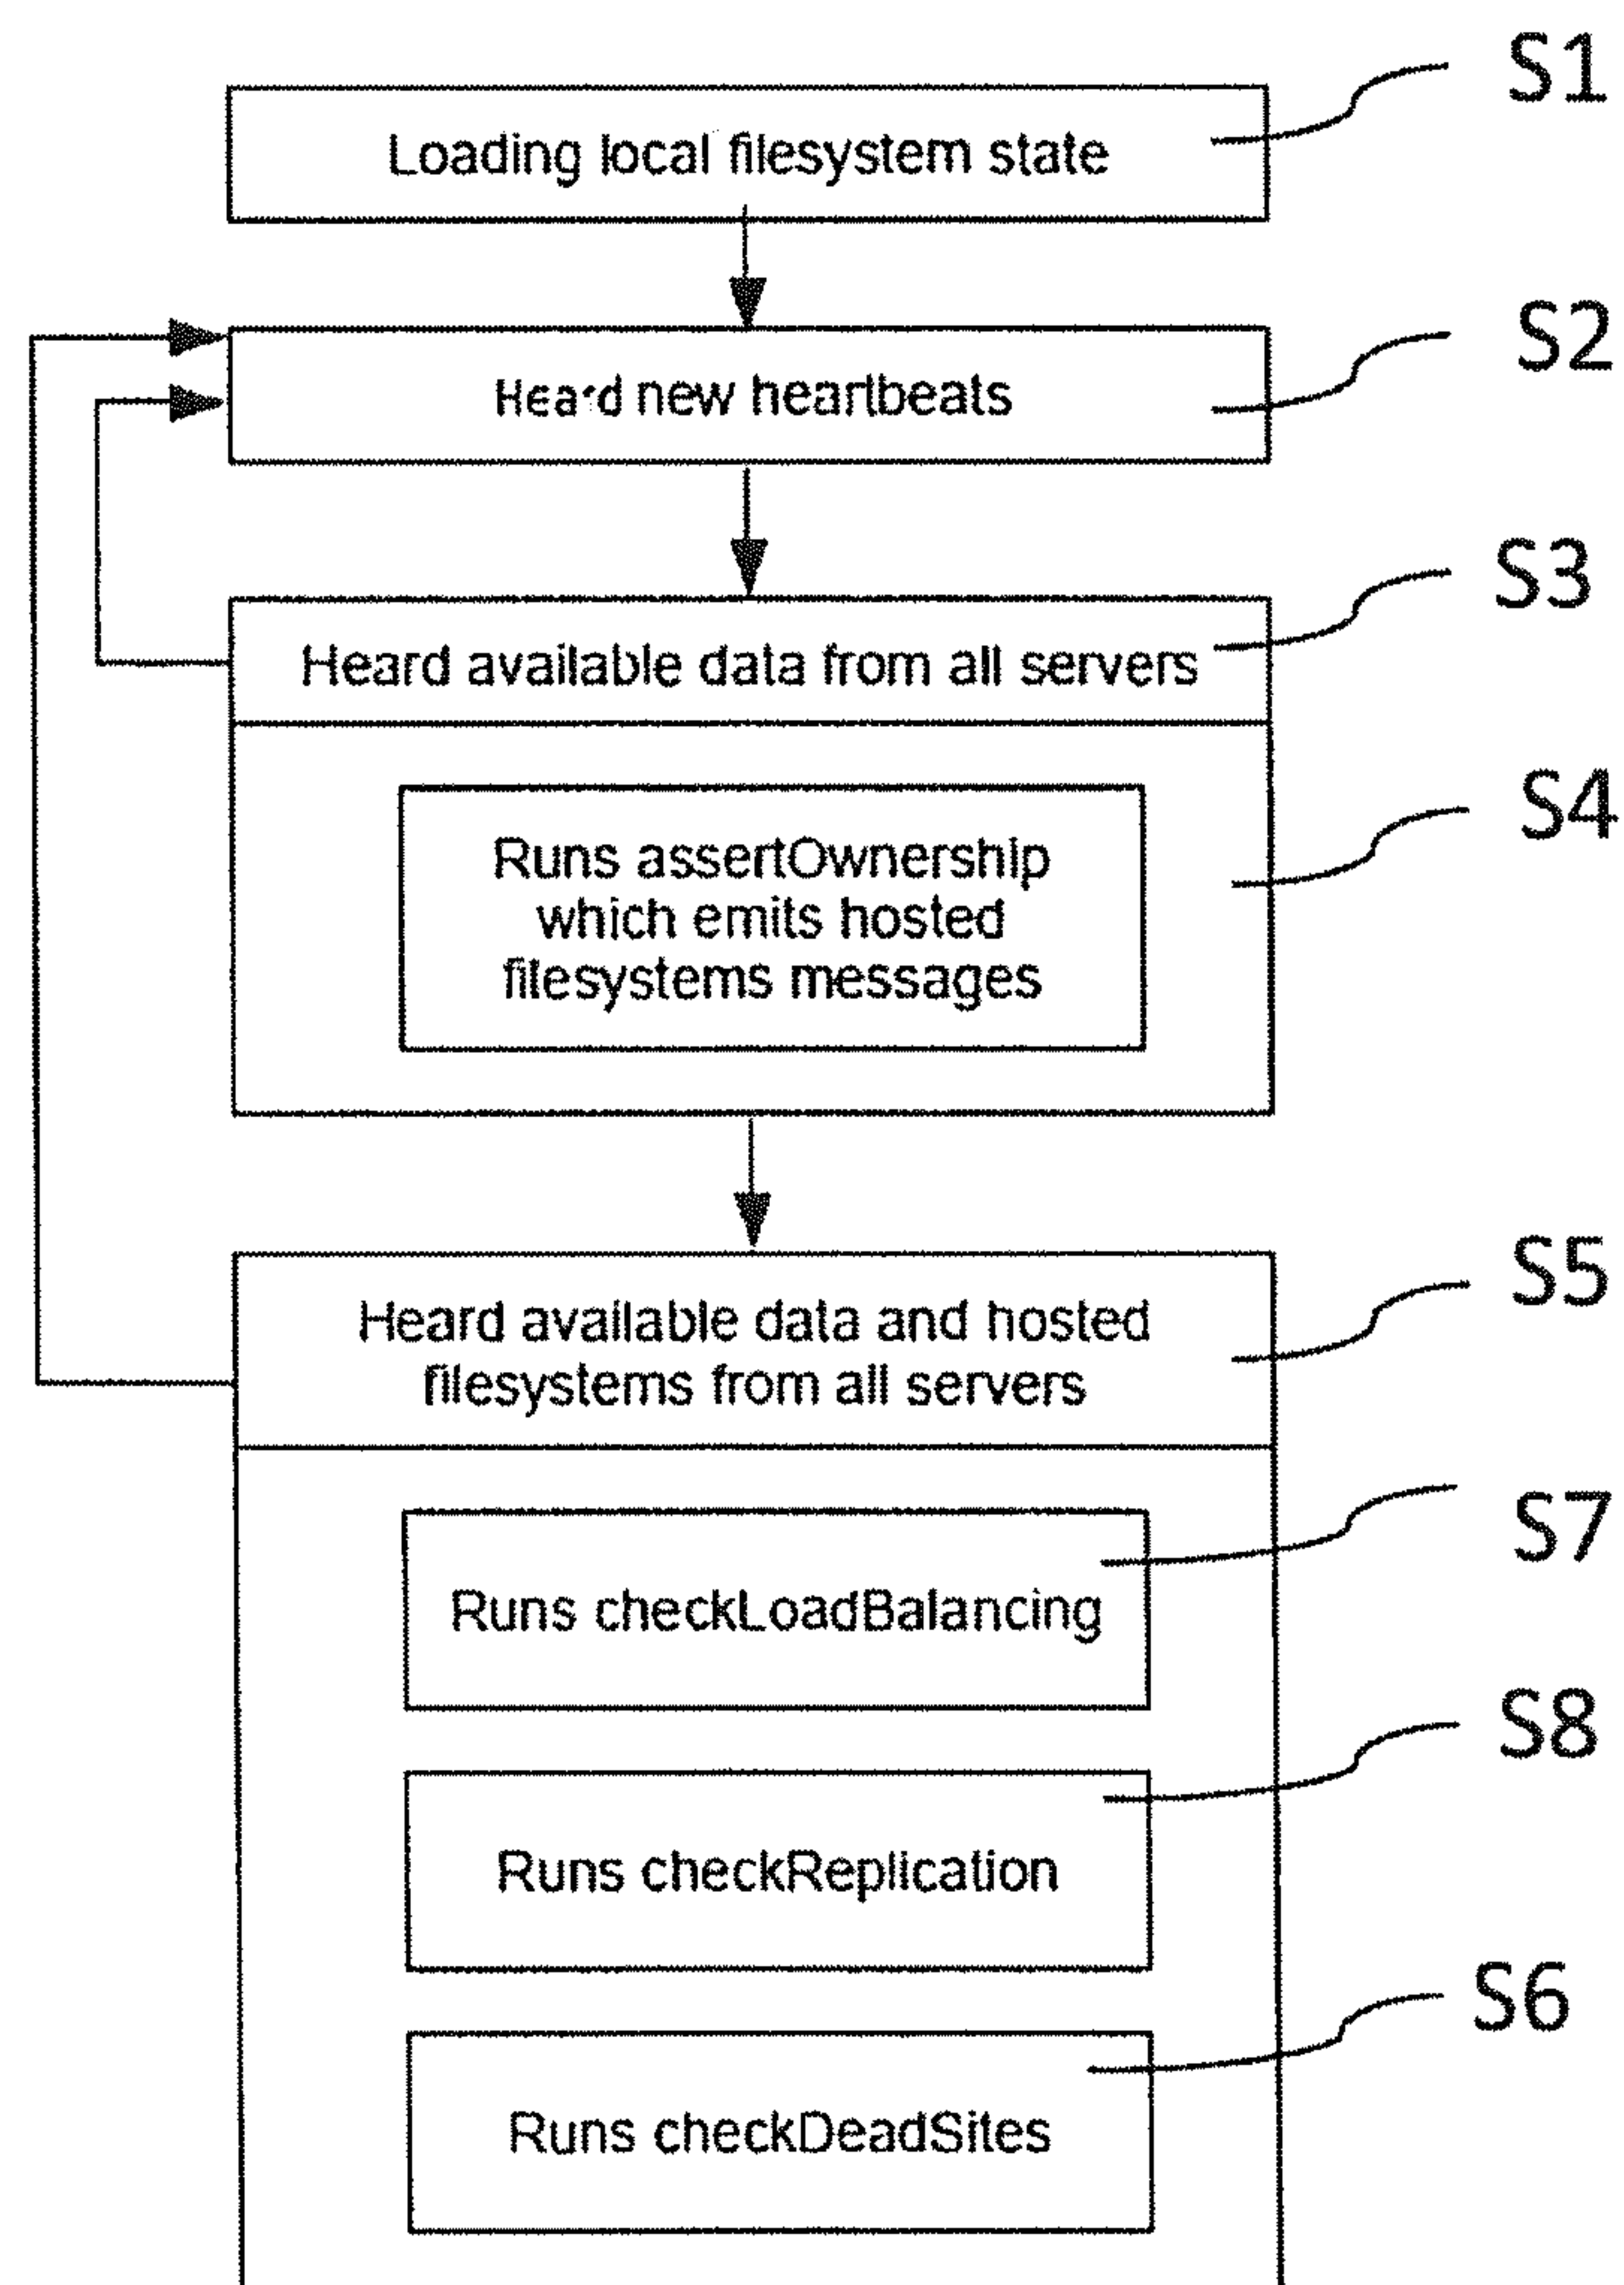 S1
Loading local filesystem state
S2
Heard new heartbeats
S3
Heard available data from all servers
S4
Runs assertOwnership
which emits hosted
filesystems messages
S5
Heard available data and hosted
filesystems from all servers
S7
Runs checkLoadBalancing
S8
Runs checkReplication
S6
Runs checkDeadSites